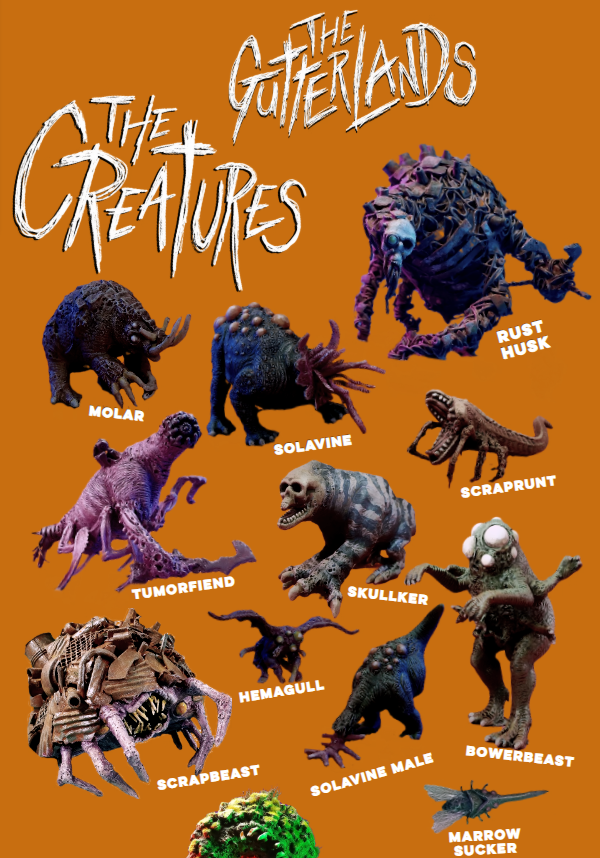 THE
GUTTERLANDS
THE
CREATURES
RUST
HUSK
MOLAR
SOLAVINE
SCRAPRUNT
TUMORFIEND
SKULLKER
HEMAGULL
BOWERBEAST
SCRAPBEAST
SOLAVINE MALE
MARROW
SUCKER